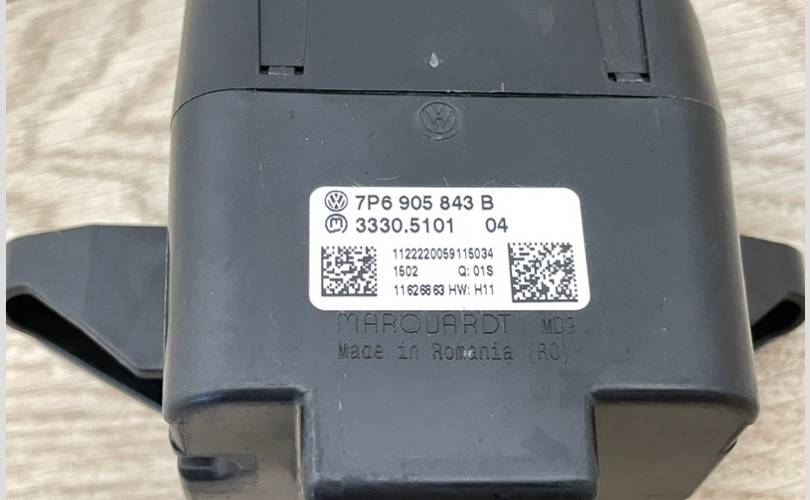 7P6 905 843 B
3330.5101 04
1122220059115034
1502 Q: 01S
11626863 HW: H11
MARQUARDT MD9
Made in Romania (RO)